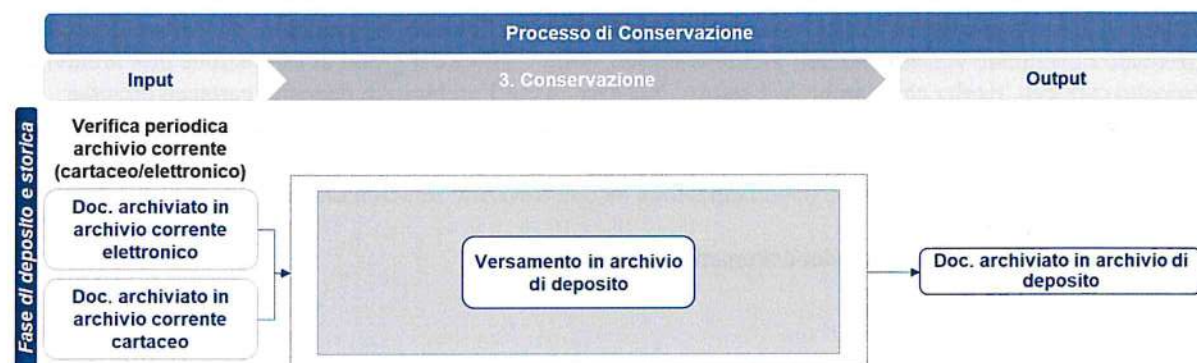 Processo di Conservazione
Input
3. Conservazione
Output
Fase di deposito e storica
Verifica periodica
archivio corrente
(cartaceo/elettronico)
Doc. archiviato in
archivio corrente
elettronico
Doc. archiviato in
archivio corrente
cartaceo
Versamento in archivio
di deposito
Doc. archiviato in archivio di
deposito